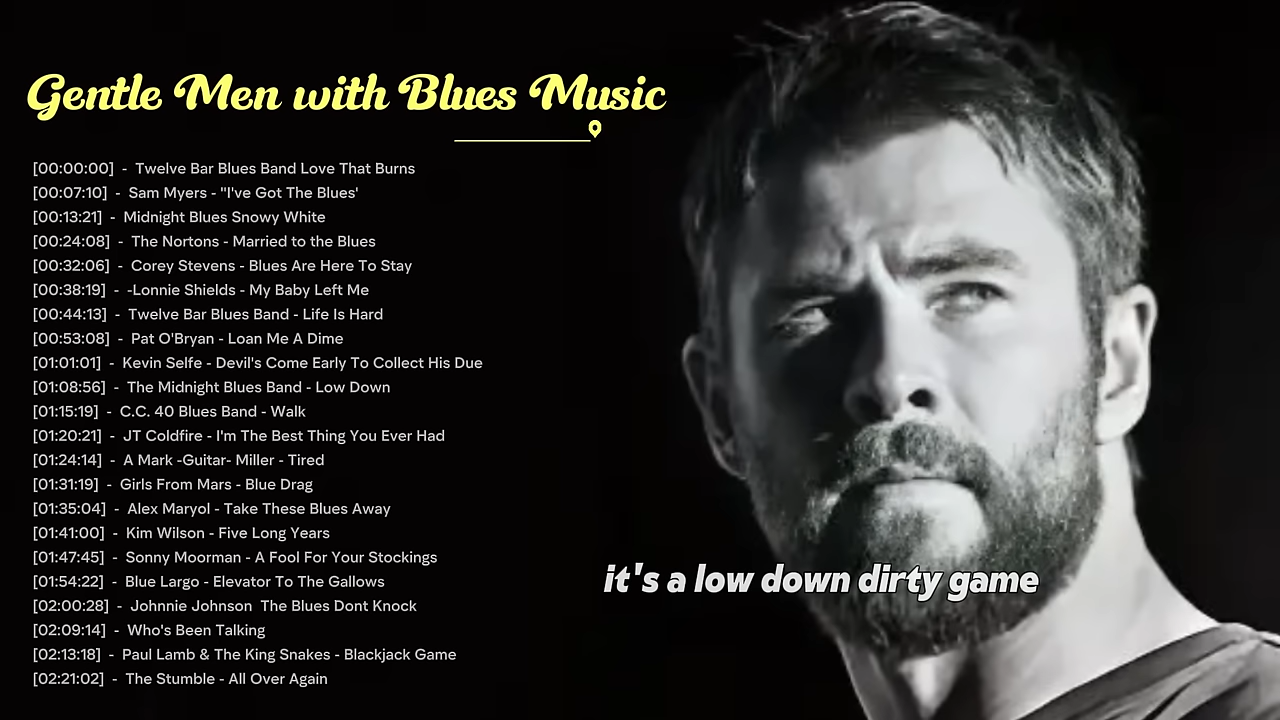 Gentle Men with Blues Music
[00:00:00] - Twelve Bar Blues Band Love That Burns
[00:07:10] - Sam Myers - "I've Got The Blues'
[00:13:21] - Midnight Blues Snowy White
[00:24:08] - The Nortons - Married to the Blues
[00:32:06] - Corey Stevens - Blues Are Here To Stay
[00:38:19] - -Lonnie Shields - My Baby Left Me
[00:44:13] - Twelve Bar Blues Band - Life Is Hard
[00:53:08] - Pat O'Bryan - Loan Me A Dime
[01:01:01] - Kevin Selfe - Devil's Come Early To Collect His Due
[01:08:56] - The Midnight Blues Band - Low Down
[01:15:19] - C.C. 40 Blues Band - Walk
[01:20:21] - JT Coldfire - I'm The Best Thing You Ever Had
[01:24:14] - A Mark -Guitar- Miller - Tired
[01:31:19] - Girls From Mars - Blue Drag
[01:35:04] - Alex Maryol - Take These Blues Away
[01:41:00] - Kim Wilson - Five Long Years
[01:47:45] - Sonny Moorman - A Fool For Your Stockings
[01:54:22] - Blue Largo - Elevator To The Gallows
[02:00:28] - Johnnie Johnson  The Blues Dont Knock
[02:09:14] - Who's Been Talking
[02:13:18] - Paul Lamb & The King Snakes - Blackjack Game
[02:21:02] - The Stumble - All Over Again
it's a low down dirty game